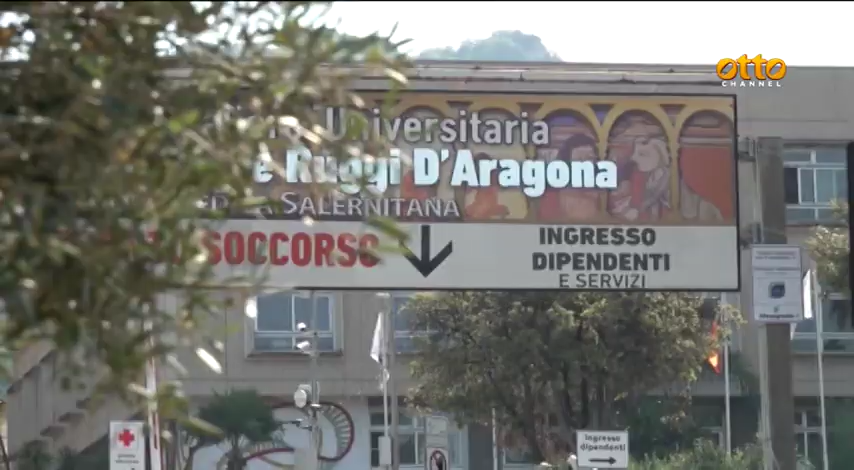 otto
CHANNEL
Universitaria
e Ruggi D'Aragona
SALERNITANA
SOCCORSO
INGRESSO
DIPENDENTI
E SERVIZI
Ingresso
dipendenti